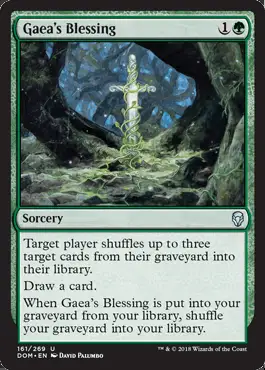 Gaea's Blessing 1
Sorcery
Target player shuffles up to three
target cards from their graveyard into
their library.
Draw a card.
When Gaea's Blessing is put into your
graveyard from your library, shuffle
your graveyard into your library.
161/269 U
DOM • EN DAVID PALUMBO
™ & © 2018 Wizards of the Coast